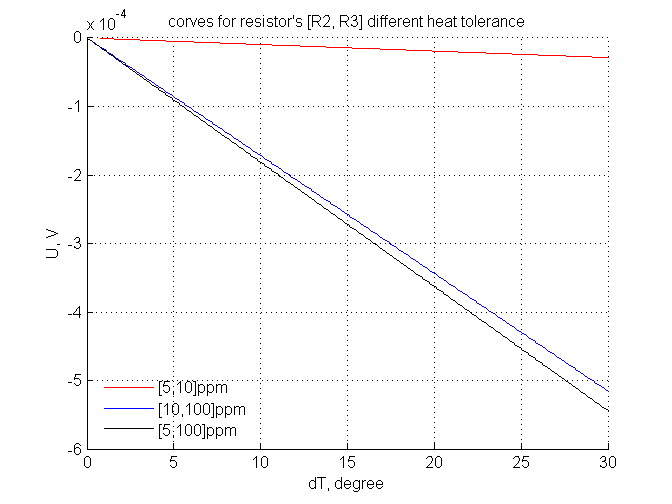 x 10^-4
corves for resistor's [R2, R3] different heat tolerance
0
-1
-2
-3
-4
-5
-6
U, V
[5,10]ppm
[10,100]ppm
[5,100]ppm
0 5 10 15 20 25 30
dT, degree